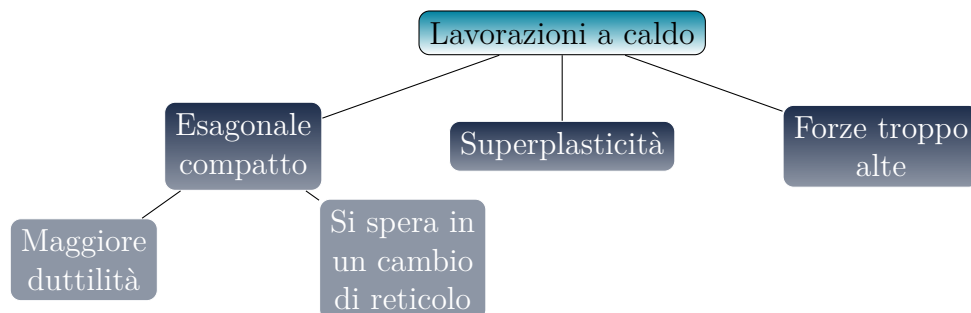 Lavorazioni a caldo
Esagonale
compatto
Superplasticità
Forze troppo
alte
Maggiore
duttilità
Si spera in
un cambio
di reticolo